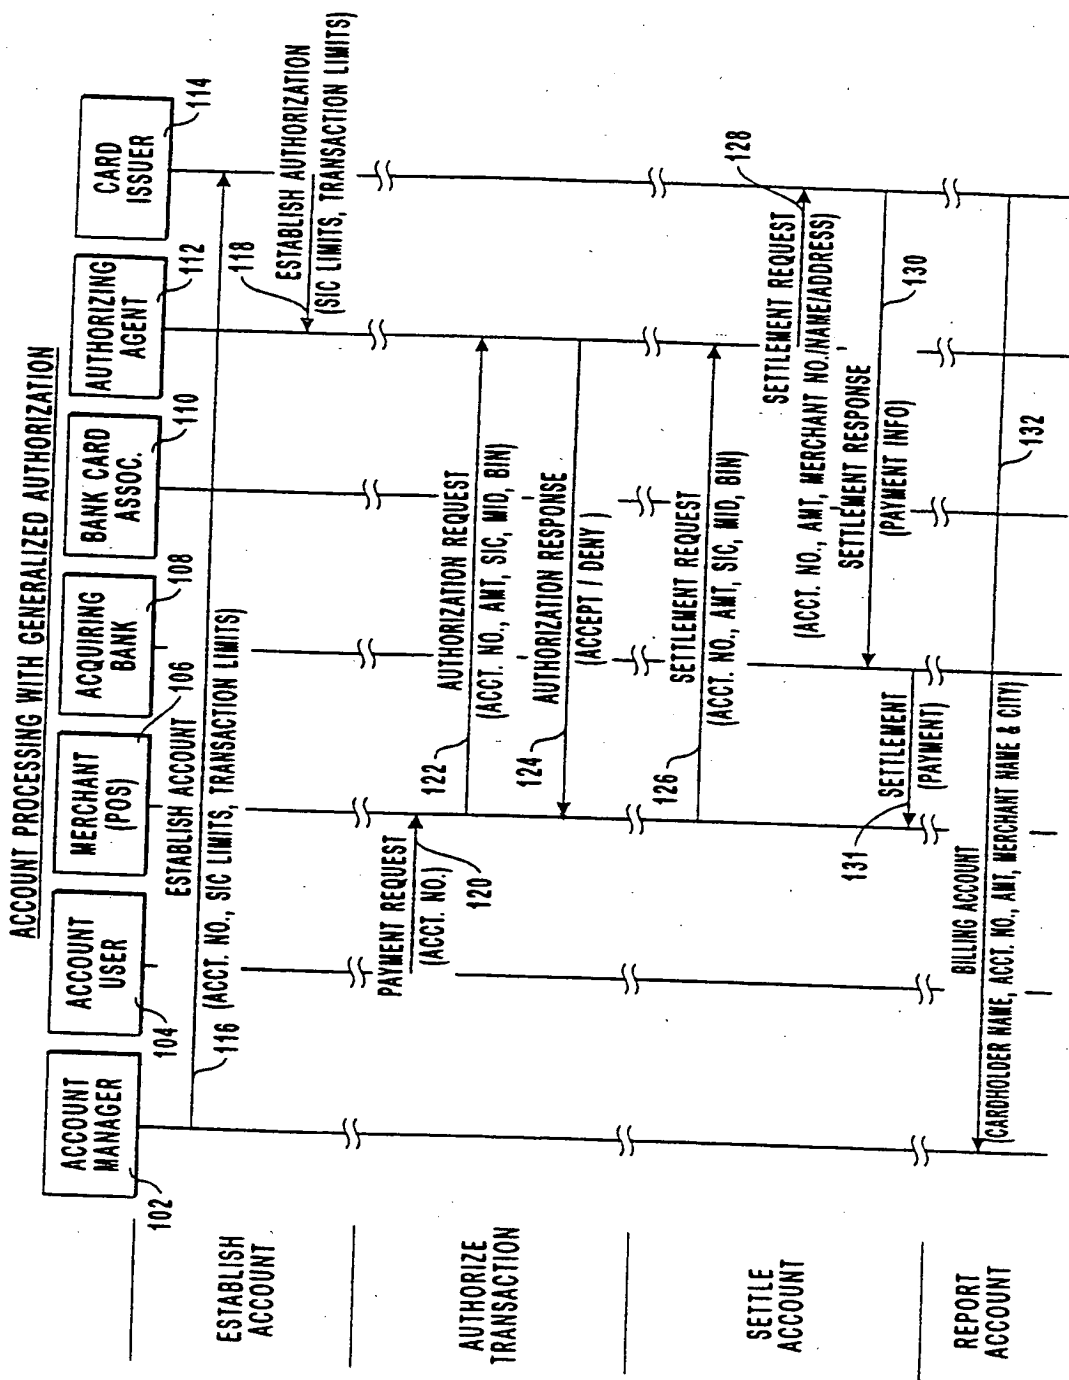 ACCOUNT PROCESSING WITH GENERALIZED AUTHORIZATION
ACCOUNT
MANAGER
102
ACCOUNT
USER
104
MERCHANT
(POS)
106
ACQUIRING
BANK
108
BANK CARD
ASSOC.
110
AUTHORIZING
AGENT
112
CARD
ISSUER
114
ESTABLISH
ACCOUNT
116
ESTABLISH ACCOUNT
(ACCT. NO., SIC LIMITS, TRANSACTION LIMITS)
118
ESTABLISH AUTHORIZATION
(SIC LIMITS, TRANSACTION LIMITS)
AUTHORIZE
TRANSACTION
PAYMENT REQUEST
(ACCT. NO.)
120
122
AUTHORIZATION REQUEST
(ACCT. NO., AMT, SIC, MID, BIN)
124
AUTHORIZATION RESPONSE
(ACCEPT / DENY)
SETTLE
ACCOUNT
126
SETTLEMENT REQUEST
(ACCT. NO., AMT, SIC, MID, BIN)
SETTLEMENT REQUEST
128
(ACCT. NO., AMT, MERCHANT NO./NAME/ADDRESS)
SETTLEMENT RESPONSE
(PAYMENT INFO)
130
131
SETTLEMENT
(PAYMENT)
REPORT
ACCOUNT
BILLING ACCOUNT
(CARDHOLDER NAME, ACCT. NO., AMT, MERCHANT NAME & CITY)
132